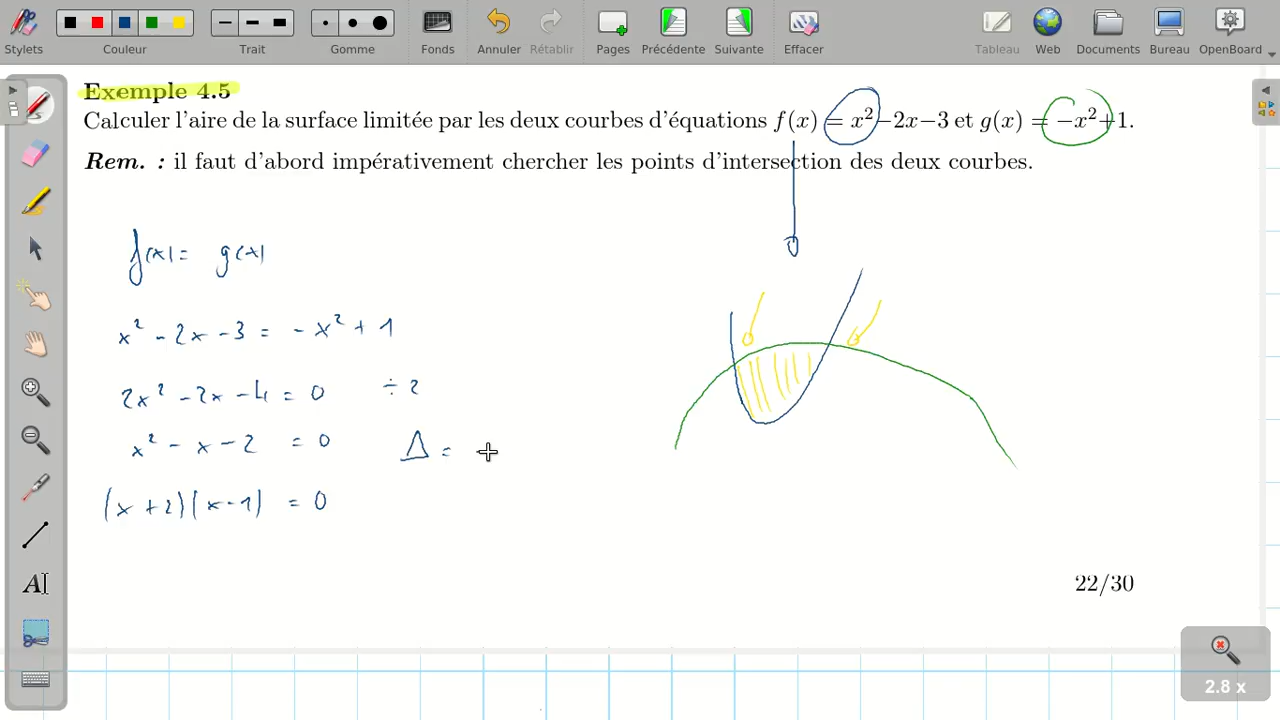 Stylets Couleur Trait Gomme Fonds Annuler Rétablir Pages Précédente Suivante Effacer Tableau Web Documents Bureau OpenBoard
Exemple 4.5
Calculer l'aire de la surface limitée par les deux courbes d'équations f(x) = x²−2x−3 et g(x) = −x²+1.
Rem. : il faut d'abord impérativement chercher les points d'intersection des deux courbes.
f(x) = g(x)
x² - 2x - 3 = - x² + 1
2x² - 2x - 4 = 0 ÷ 2
x² - x - 2 = 0 Δ =
(x + 2)(x - 1) = 0
22/30
2.8 x